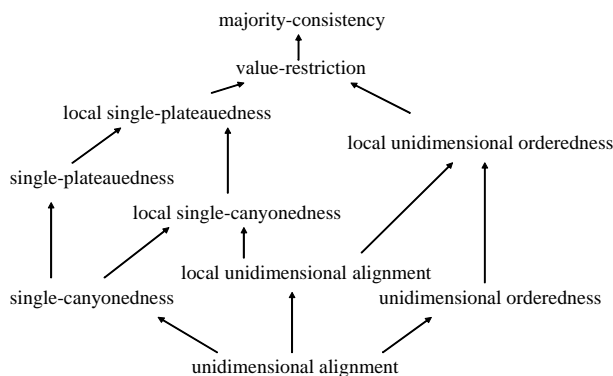 majority-consistency
value-restriction
local single-plateauedness
local unidimensional orderedness
single-plateauedness
local single-canyonedness
local unidimensional alignment
single-canyonedness
unidimensional orderedness
unidimensional alignment